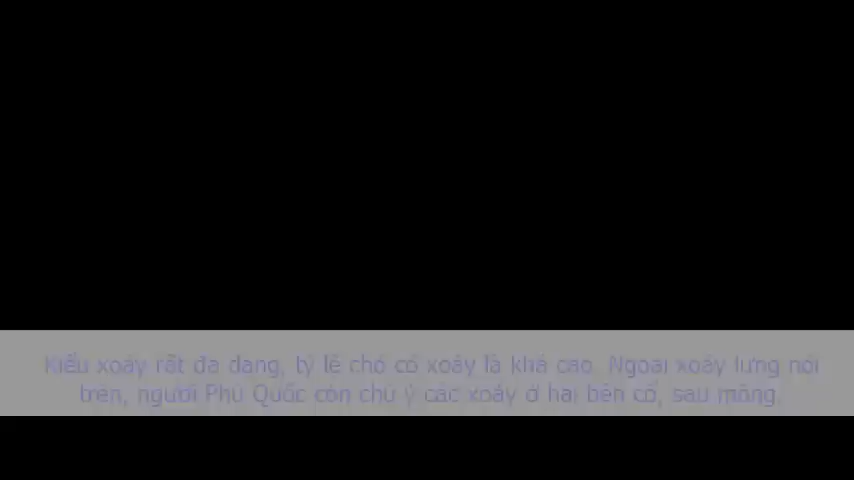 Kiểu xoáy rất đa dạng, tỷ lệ chó có xoáy là khá cao. Ngoài xoáy lưng nói
trên, người Phú Quốc còn chú ý các xoáy ở hai bên cổ, sau mông.